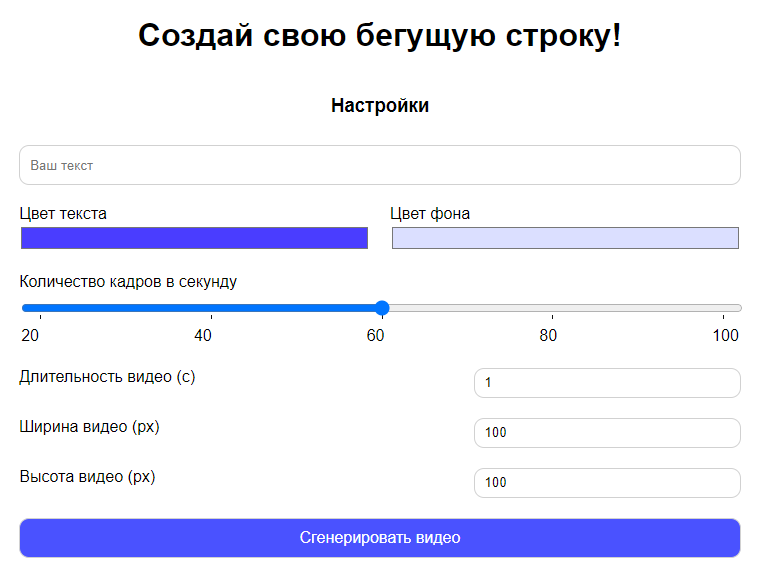 Создай свою бегущую строку!
Настройки
Ваш текст
Цвет текста Цвет фона
Количество кадров в секунду
20 40 60 80 100
Длительность видео (с) 1
Ширина видео (px) 100
Высота видео (px) 100
Сгенерировать видео